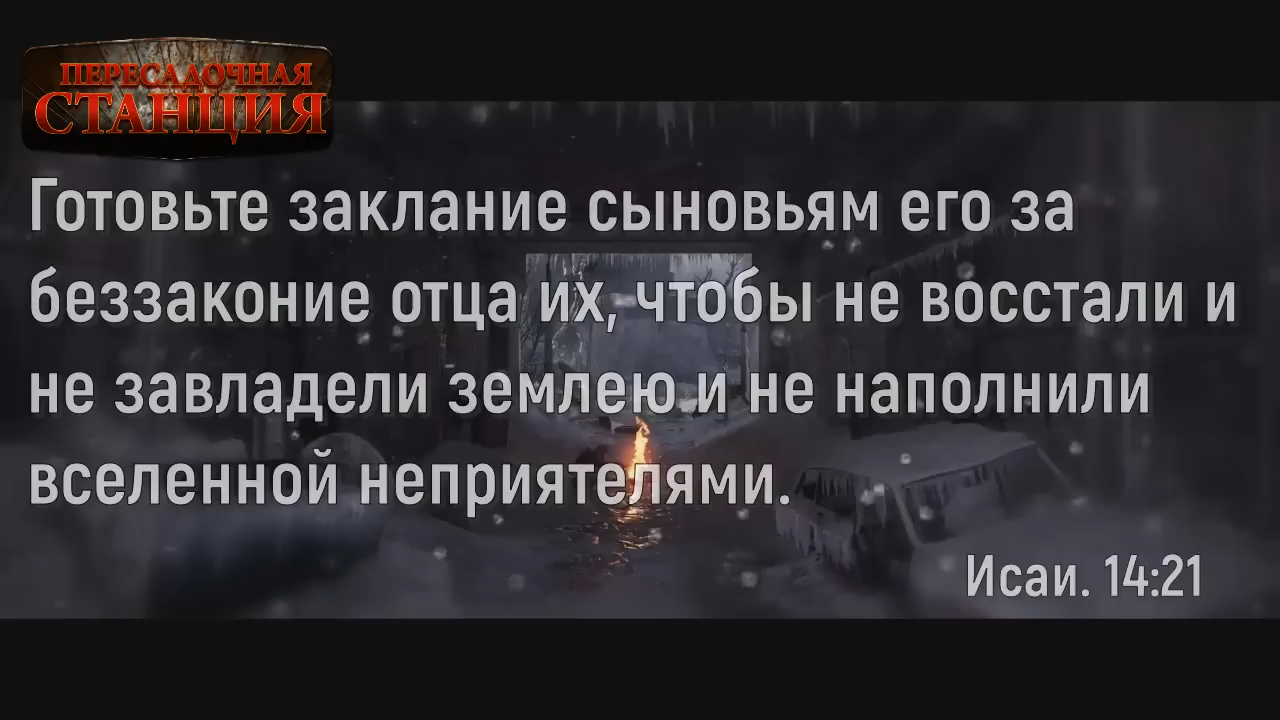 ПЕРЕСАДОЧНАЯ
СТАНЦИЯ
Готовьте заклание сыновьям его за
беззаконие отца их, чтобы не восстали и
не завладели землею и не наполнили
вселенной неприятелями.
Исаи. 14:21